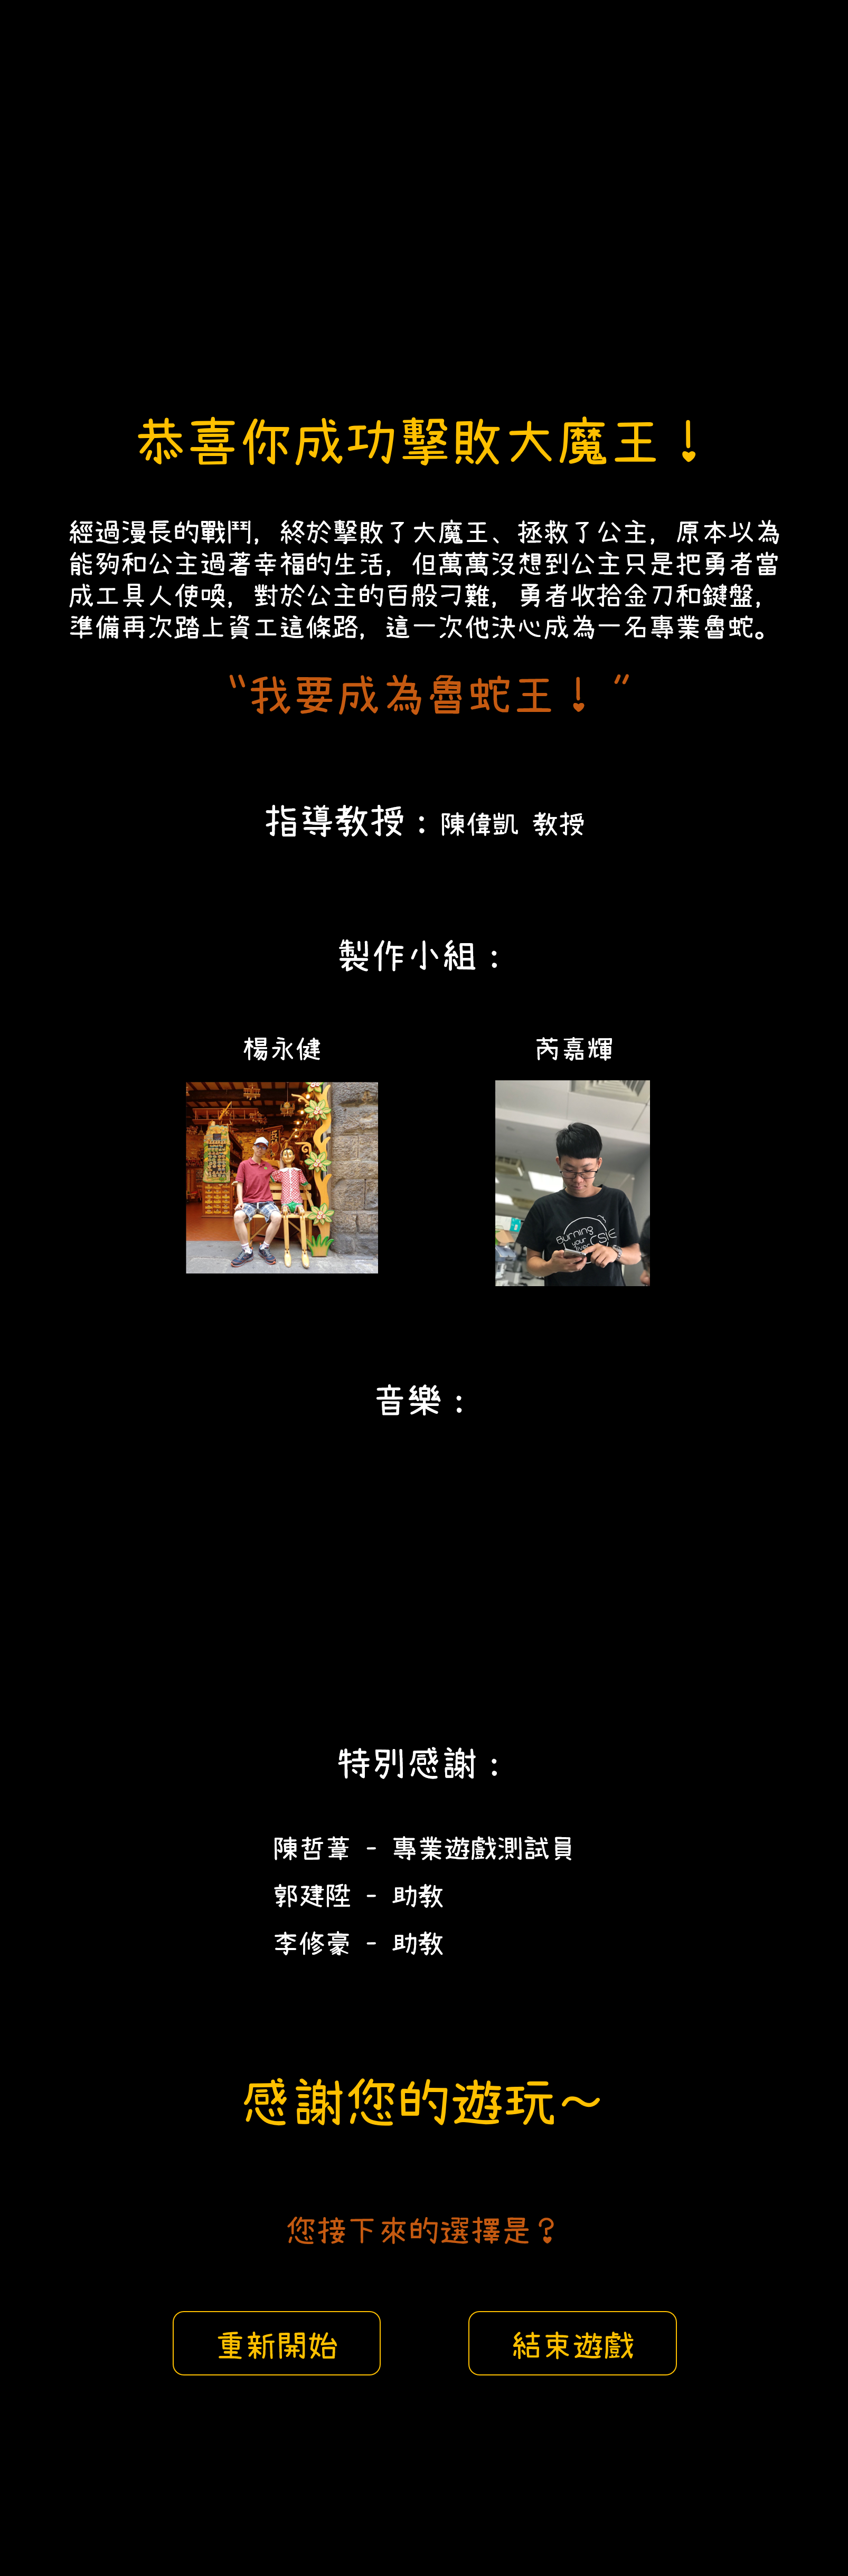 恭喜你成功擊敗大魔王！
經過漫長的戰鬥，終於擊敗了大魔王、拯救了公主，原本以為
能夠和公主過著幸福的生活，但萬萬沒想到公主只是把勇者當
成工具人使喚，對於公主的百般刁難，勇者收拾金刀和鍵盤，
準備再次踏上資工這條路，這一次他決心成為一名專業魯蛇。
“我要成為魯蛇王！”
指導教授：陳偉凱 教授
製作小組：
楊永健 芮嘉輝
Burning
your
CSIE
音樂：
特別感謝：
陳哲葦 - 專業遊戲測試員
郭建陞 - 助教
李修豪 - 助教
感謝您的遊玩～
您接下來的選擇是？
重新開始 結束遊戲